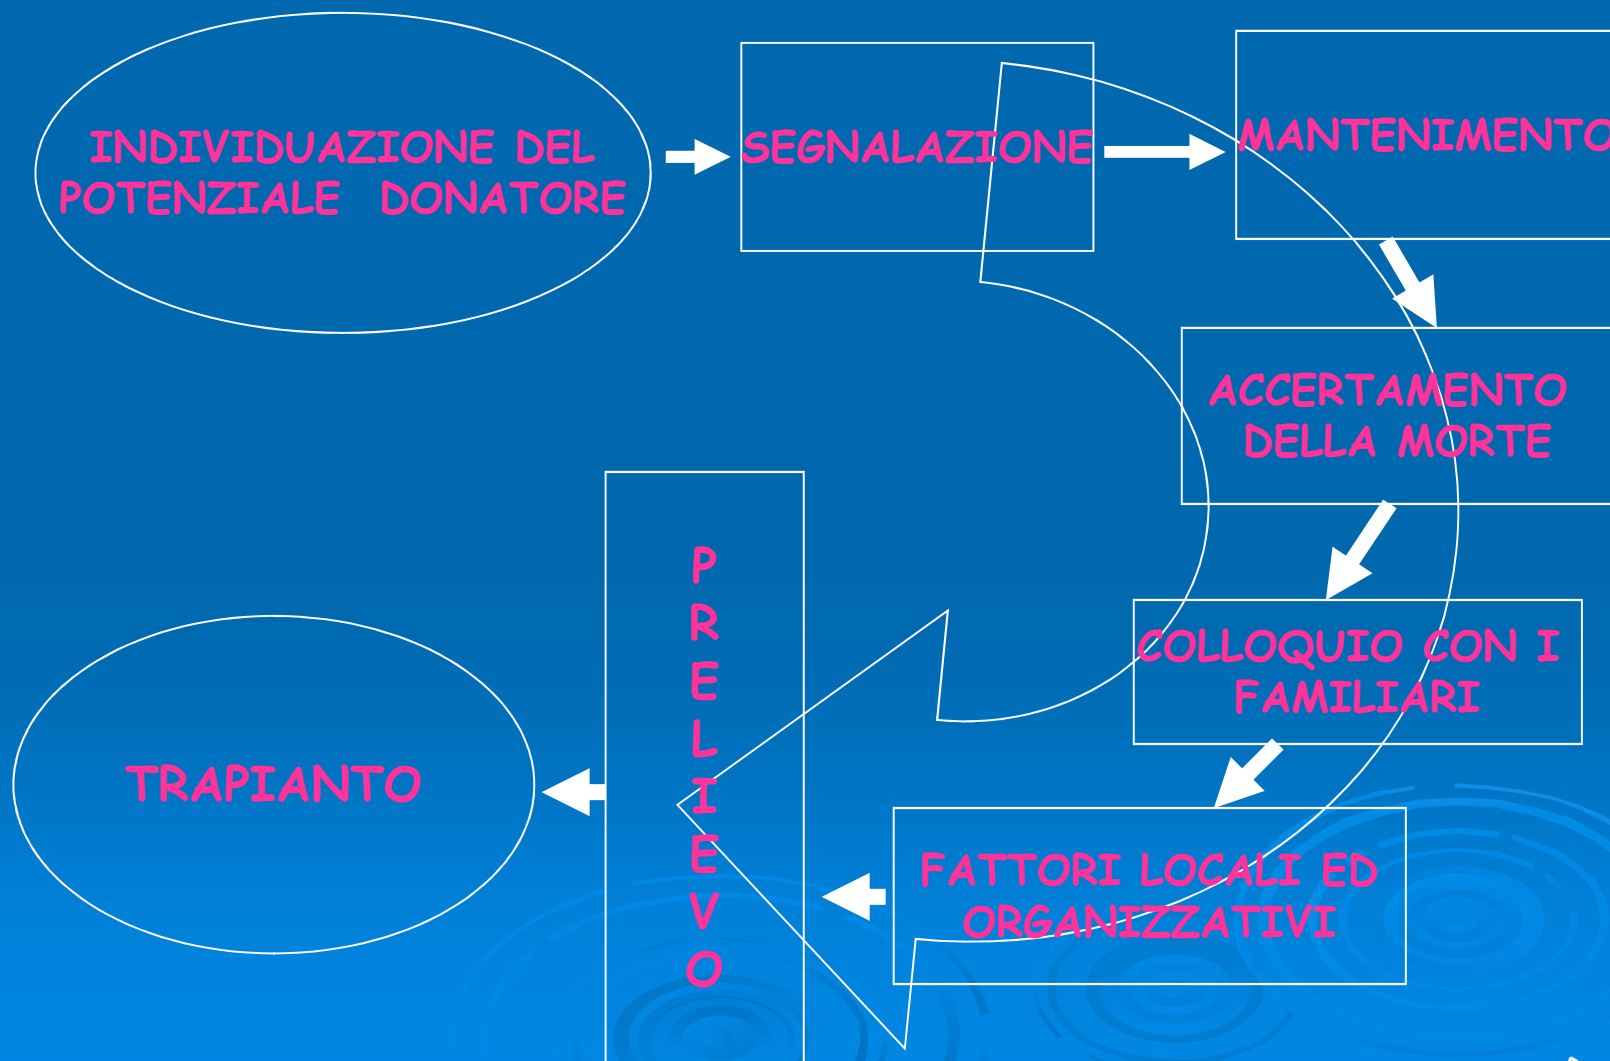 INDIVIDUAZIONE DEL
POTENZIALE DONATORE
SEGNALAZIONE
MANTENIMENTO
ACCERTAMENTO
DELLA MORTE
COLLOQUIO CON I
FAMILIARI
FATTORI LOCALI ED
ORGANIZZATIVI
P
R
E
L
I
E
V
O
TRAPIANTO